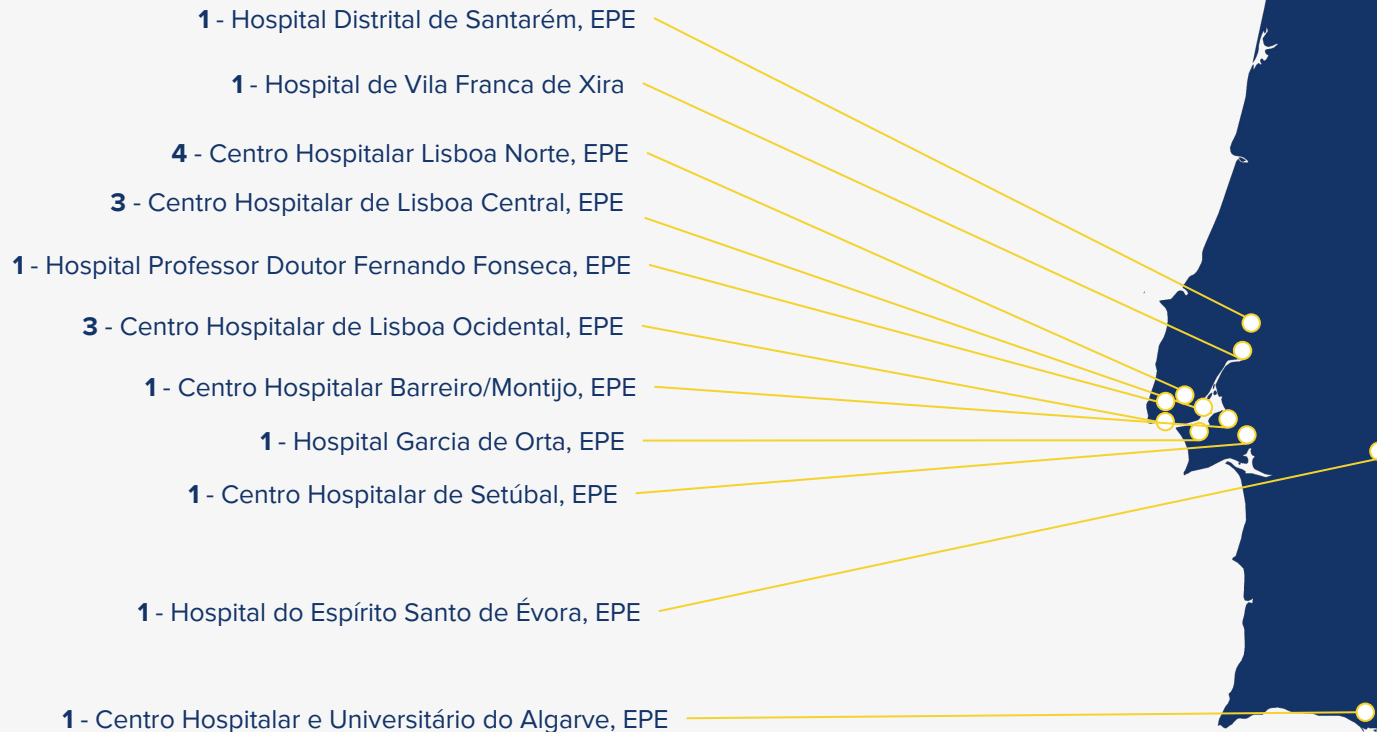 1 - Hospital Distrital de Santarém, EPE
1 - Hospital de Vila Franca de Xira
4 - Centro Hospitalar Lisboa Norte, EPE
3 - Centro Hospitalar de Lisboa Central, EPE
1 - Hospital Professor Doutor Fernando Fonseca, EPE
3 - Centro Hospitalar de Lisboa Ocidental, EPE
1 - Centro Hospitalar Barreiro/Montijo, EPE
1 - Hospital Garcia de Orta, EPE
1 - Centro Hospitalar de Setúbal, EPE
1 - Hospital do Espírito Santo de Évora, EPE
1 - Centro Hospitalar e Universitário do Algarve, EPE